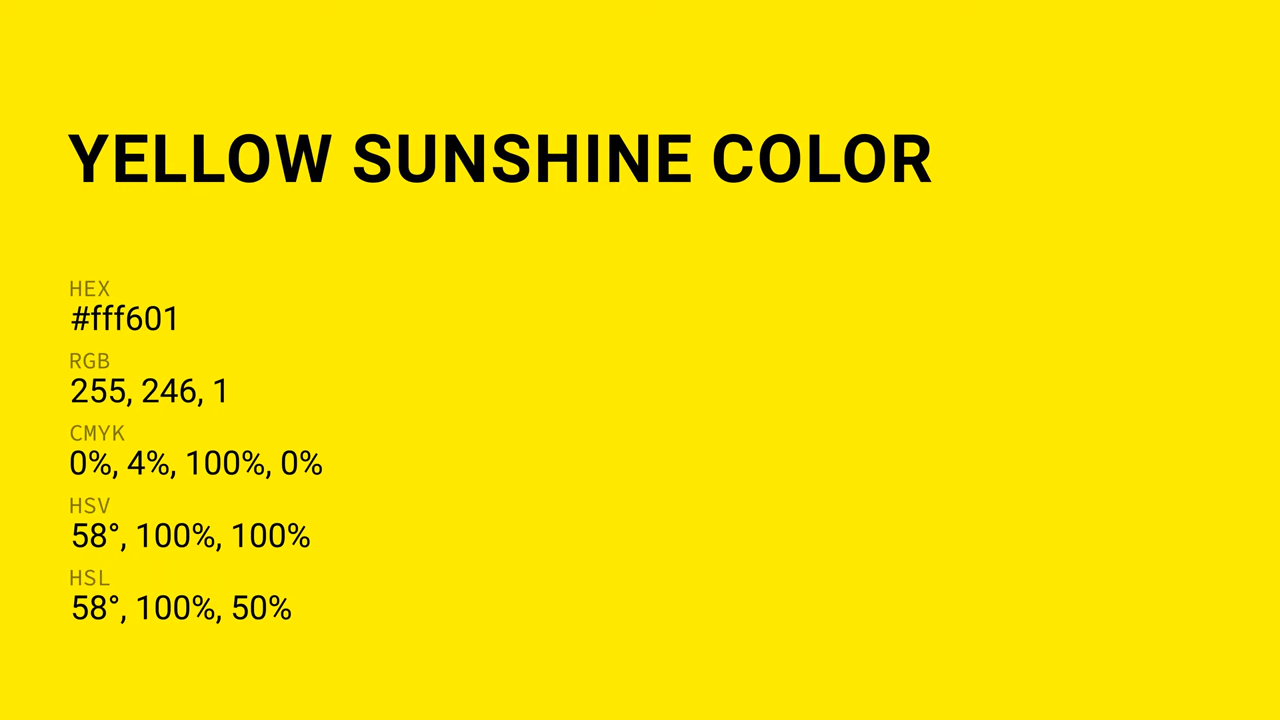 YELLOW SUNSHINE COLOR
HEX
#fff601
RGB
255, 246, 1
CMYK
0%, 4%, 100%, 0%
HSV
58°, 100%, 100%
HSL
58°, 100%, 50%